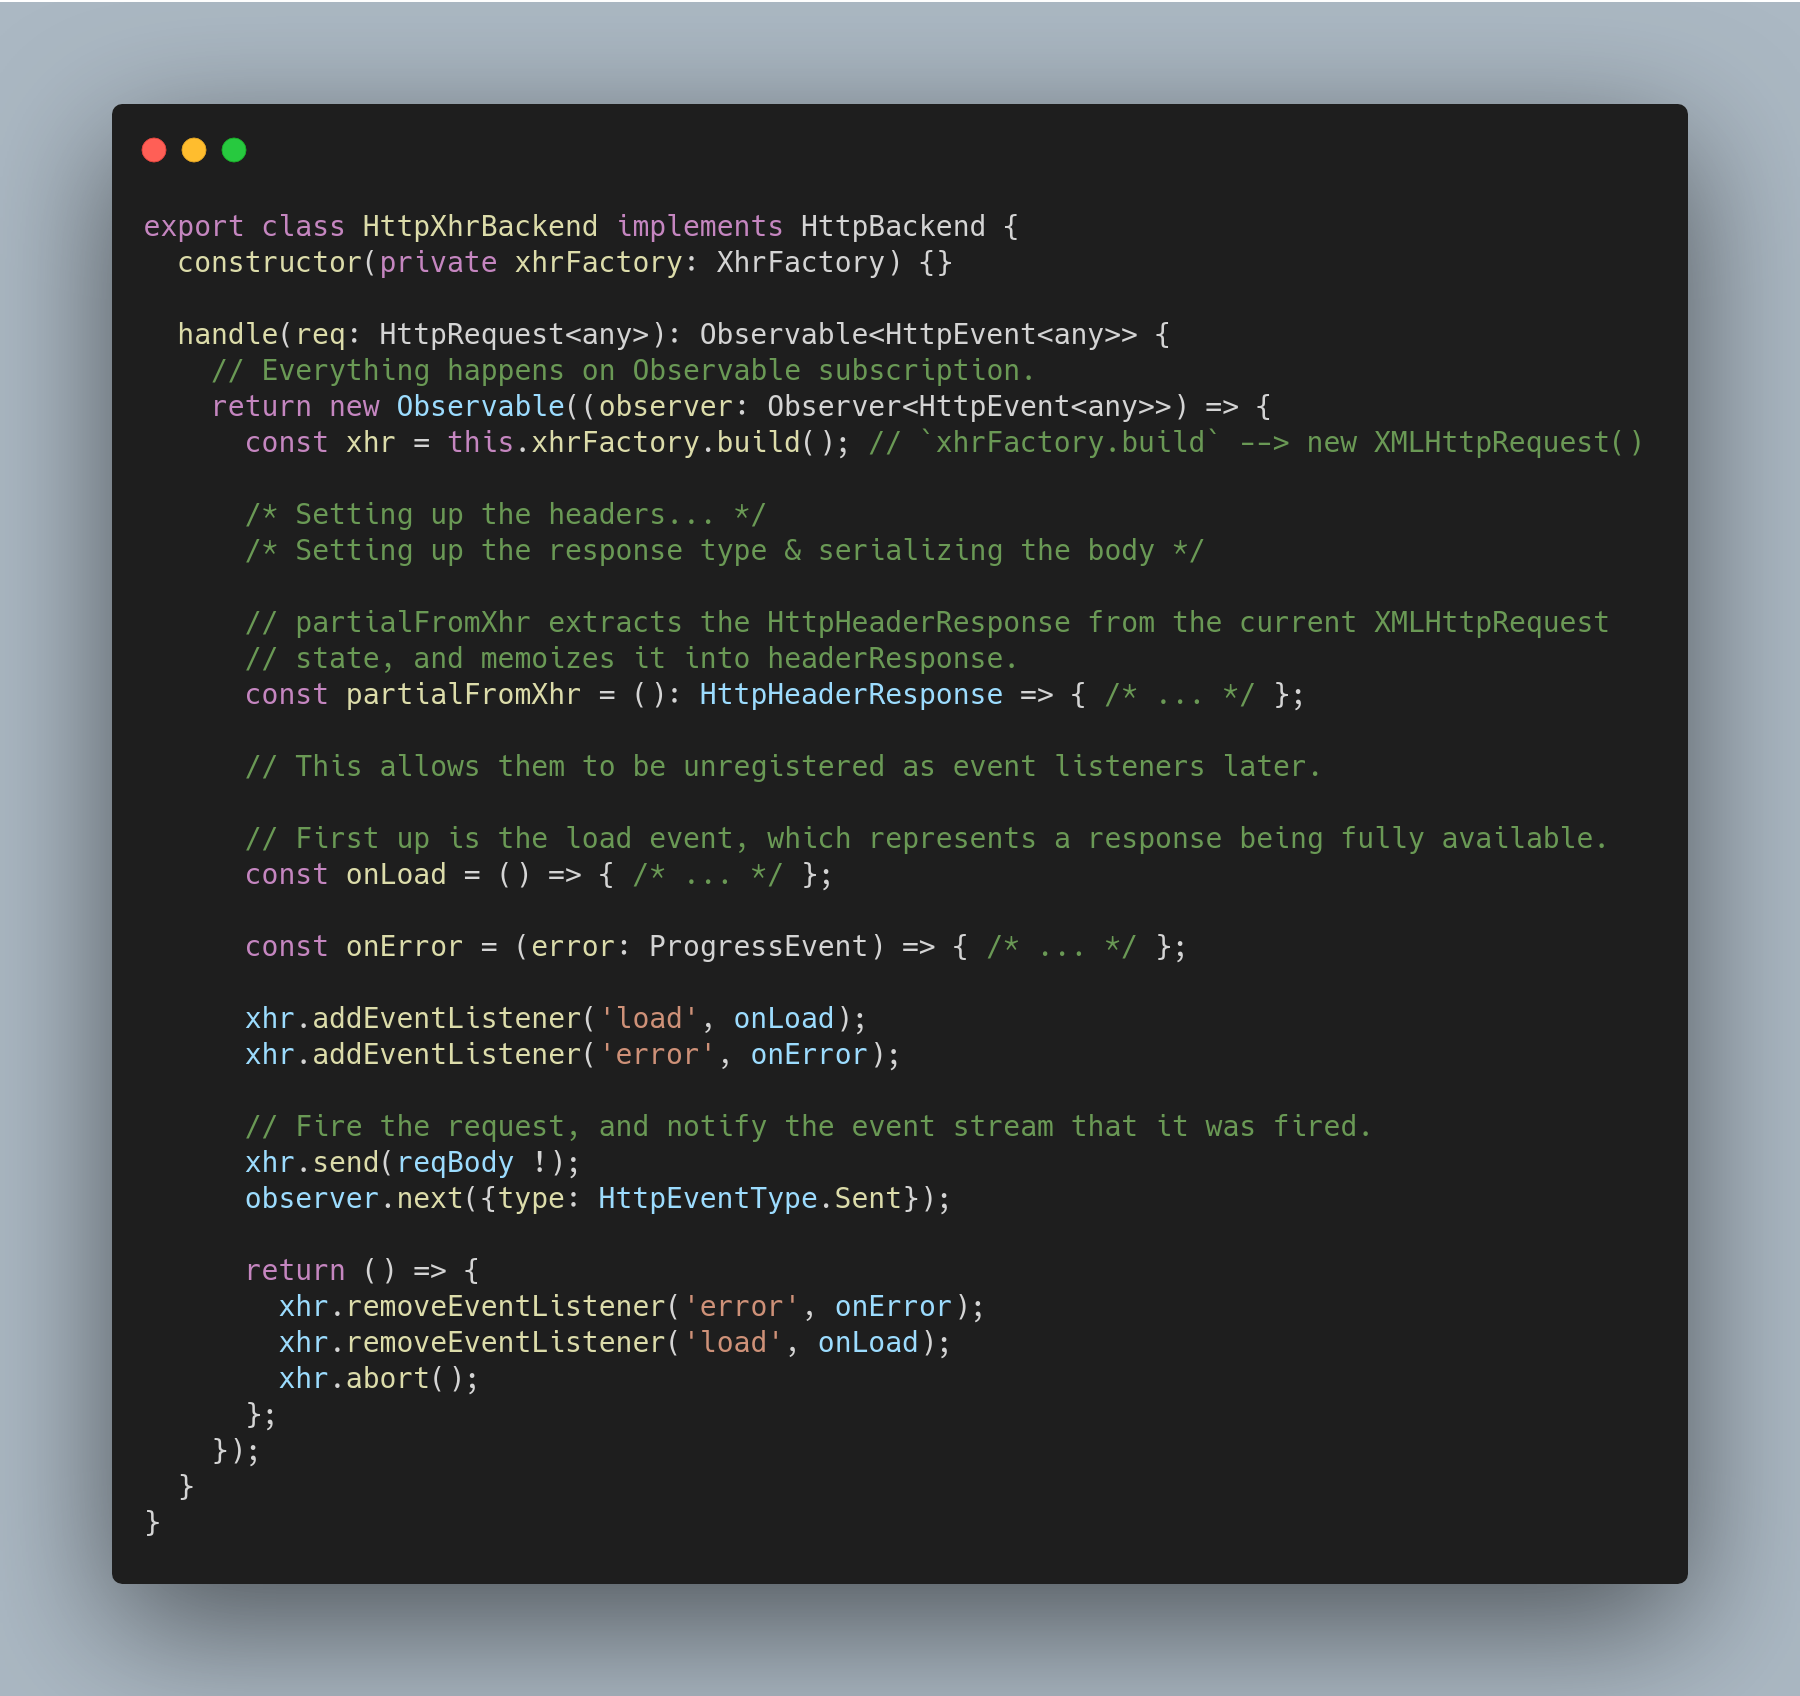 export class HttpXhrBackend implements HttpBackend {
  constructor(private xhrFactory: XhrFactory) {}

  handle(req: HttpRequest<any>): Observable<HttpEvent<any>> {
    // Everything happens on Observable subscription.
    return new Observable((observer: Observer<HttpEvent<any>>) => {
      const xhr = this.xhrFactory.build(); // `xhrFactory.build` --> new XMLHttpRequest()

      /* Setting up the headers... */
      /* Setting up the response type & serializing the body */

      // partialFromXhr extracts the HttpHeaderResponse from the current XMLHttpRequest
      // state, and memoizes it into headerResponse.
      const partialFromXhr = (): HttpHeaderResponse => { /* ... */ };

      // This allows them to be unregistered as event listeners later.

      // First up is the load event, which represents a response being fully available.
      const onLoad = () => { /* ... */ };

      const onError = (error: ProgressEvent) => { /* ... */ };

      xhr.addEventListener('load', onLoad);
      xhr.addEventListener('error', onError);

      // Fire the request, and notify the event stream that it was fired.
      xhr.send(reqBody !);
      observer.next({type: HttpEventType.Sent});

      return () => {
        xhr.removeEventListener('error', onError);
        xhr.removeEventListener('load', onLoad);
        xhr.abort();
      };
    });
  }
}